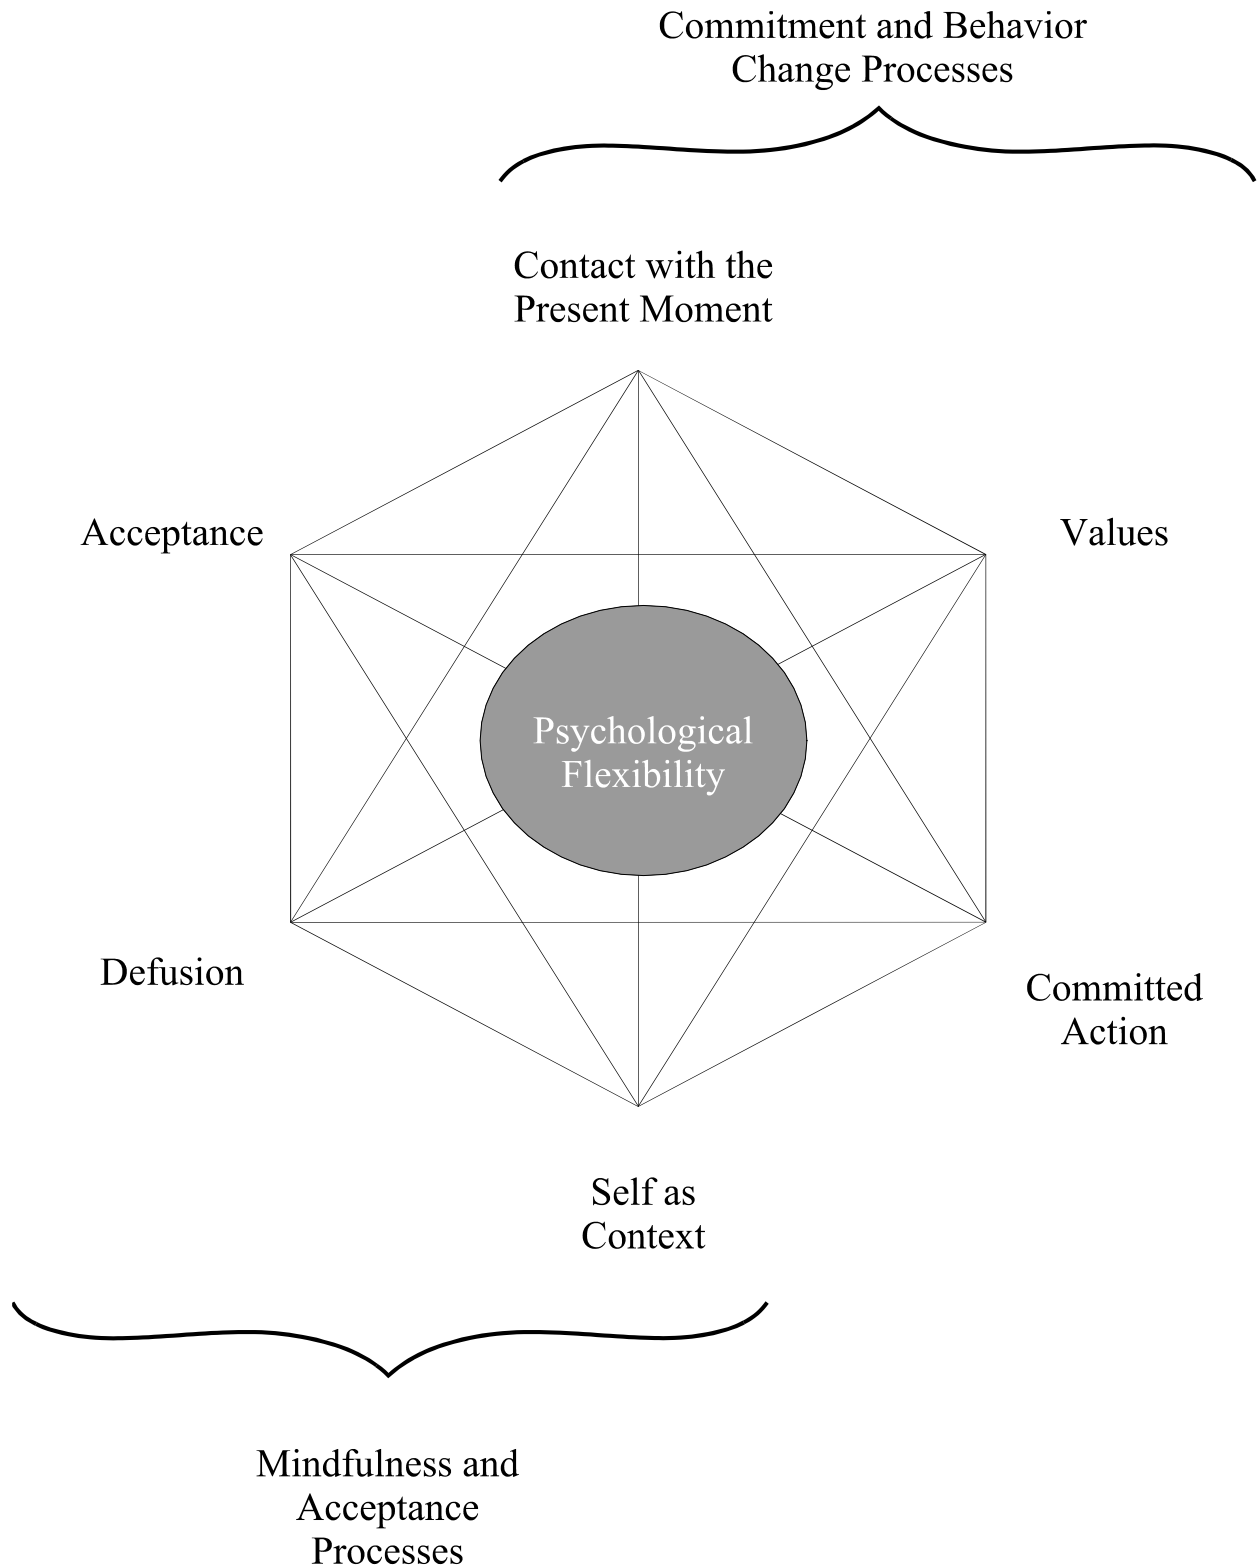 Commitment and Behavior
Change Processes
Contact with the
Present Moment
Acceptance
Values
Psychological
Flexibility
Defusion
Committed
Action
Self as
Context
Mindfulness and
Acceptance
Processes